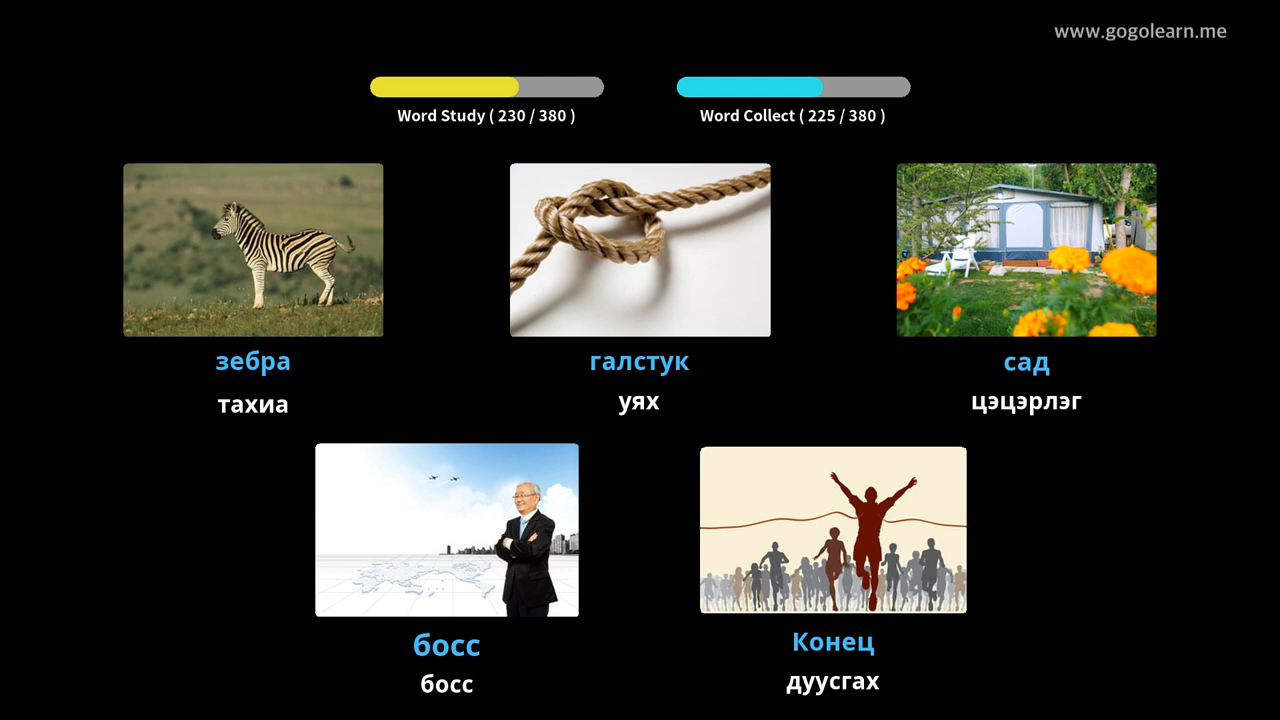 www.gogolearn.me
Word Study ( 230 / 380 )
Word Collect ( 225 / 380 )
зебра
галстук
сад
тахиа
уях
цэцэрлэг
босс
Конец
босс
дуусгах